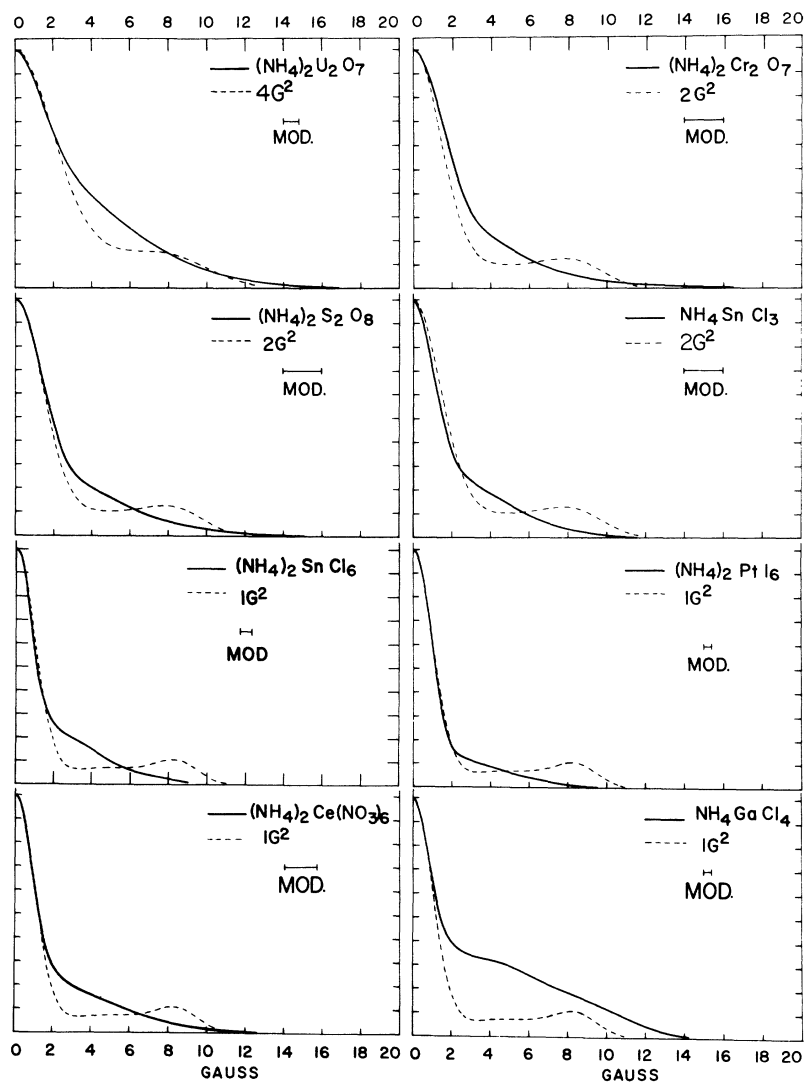 0 2 4 6 8 10 12 14 16 18 20
0 2 4 6 8 10 12 14 16 18 20
(NH4)2 U2 O7
4G²
MOD.
(NH4)2 Cr2 O7
2G²
MOD.
(NH4)2 S2 O8
2G²
MOD.
NH4 Sn Cl3
2G²
MOD.
(NH4)2 Sn Cl6
1G²
MOD
(NH4)2 Pt I6
1G²
MOD.
(NH4)2 Ce(NO3)6
1G²
MOD.
NH4 Ga Cl4
1G²
MOD.
0 2 4 6 8 10 12 14 16 18 20
GAUSS
0 2 4 6 8 10 12 14 16 18 20
GAUSS